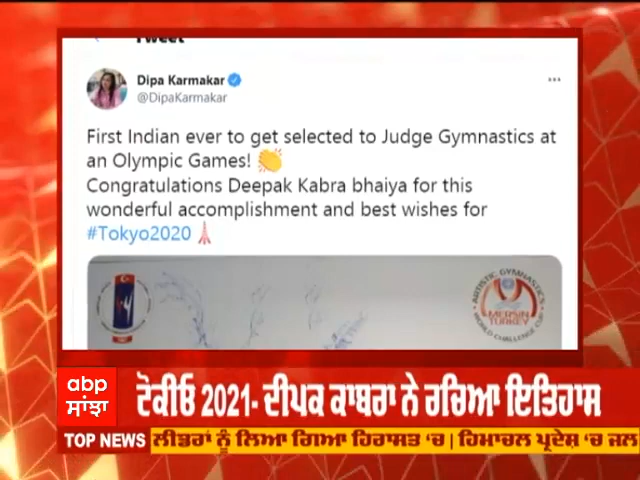 Tweet
Dipa Karmakar
@DipaKarmakar
First Indian ever to get selected to Judge Gymnastics at
an Olympic Games! 👏
Congratulations Deepak Kabra bhaiya for this
wonderful accomplishment and best wishes for
#Tokyo2020
ARTISTIC GYMNASTICS
MERSIN
TURKEY
WORLD CHALLENGE CUP
abp
ਸਾਂਝਾ
ਟੋਕੀਓ 2021- ਦੀਪਕ ਕਾਬਰਾ ਨੇ ਰਚਿਆ ਇਤਿਹਾਸ
TOP NEWS
ਲੀਡਰਾਂ ਨੂੰ ਲਿਆ ਗਿਆ ਹਿਰਾਸਤ 'ਚ | ਹਿਮਾਚਲ ਪ੍ਰਦੇਸ਼ 'ਚ ਜਲ